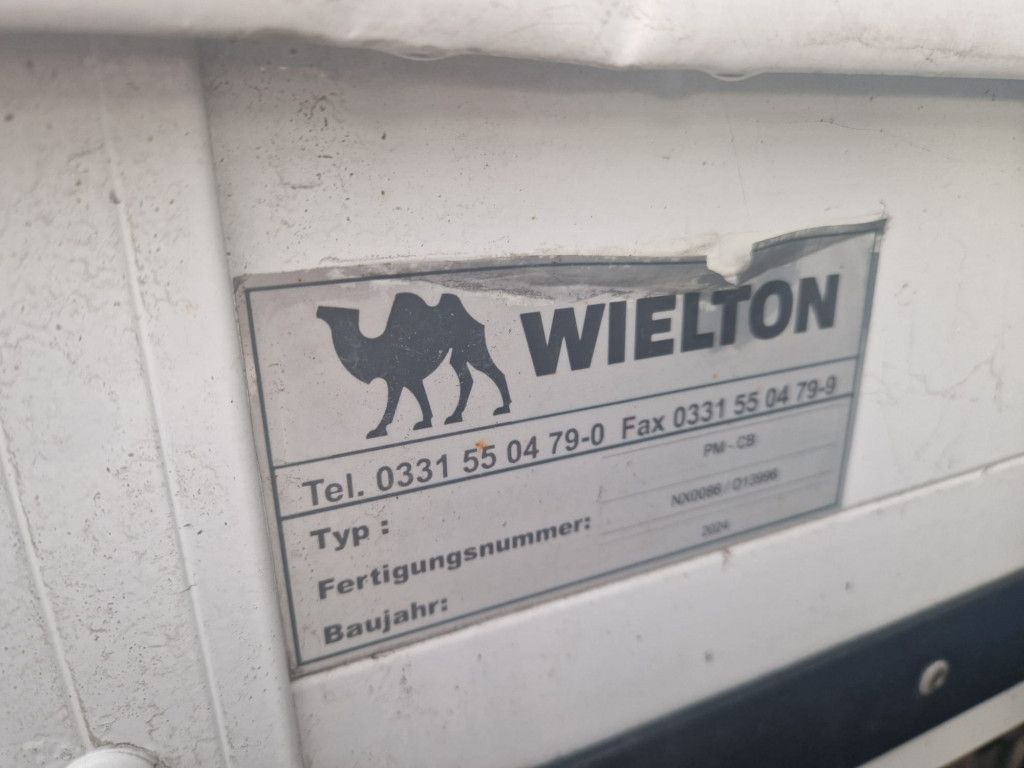 WIELTON
Tel. 0331 55 04 79-0 Fax 0331 55 04 79-9
Typ : PM - CB
Fertigungsnummer: NX0086 / D13996
Baujahr: 2024